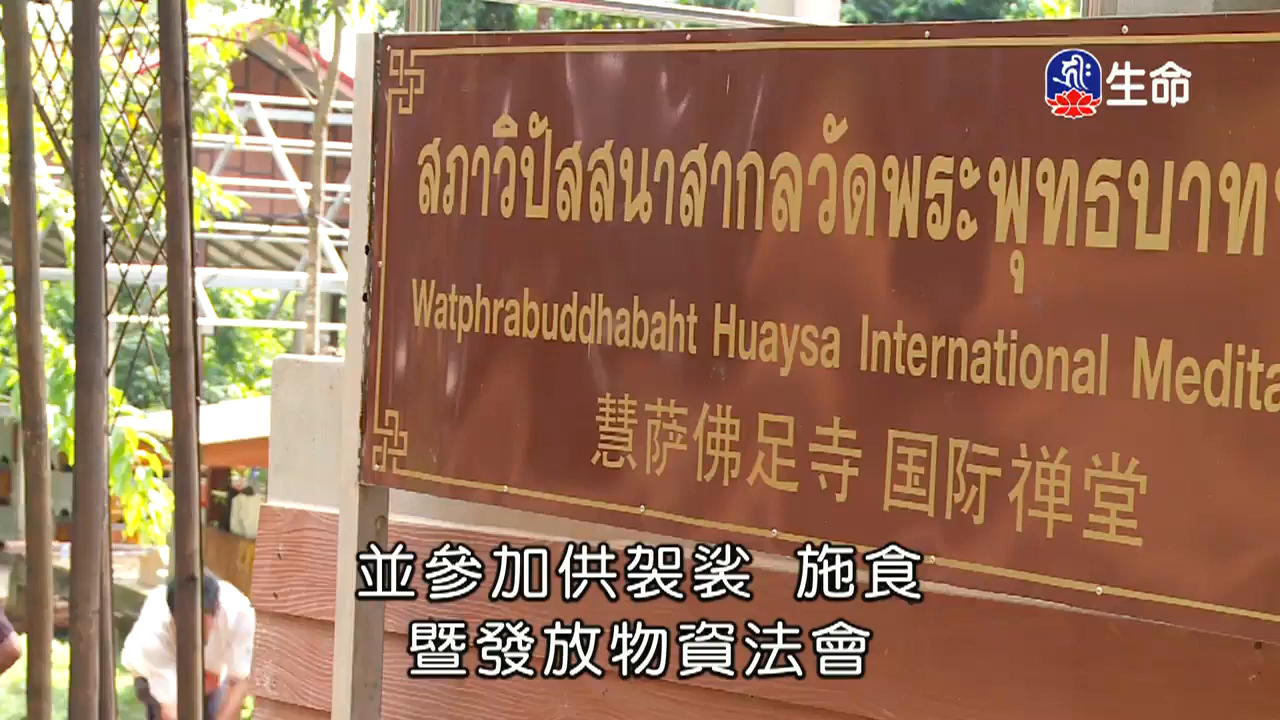 生命
สภาวิปัสสนาสากลวัดพระพุทธบาท
Watphrabuddhabaht Huaysa International Medita
慧萨佛足寺 国际禅堂
並參加供袈裟 施食
暨發放物資法會